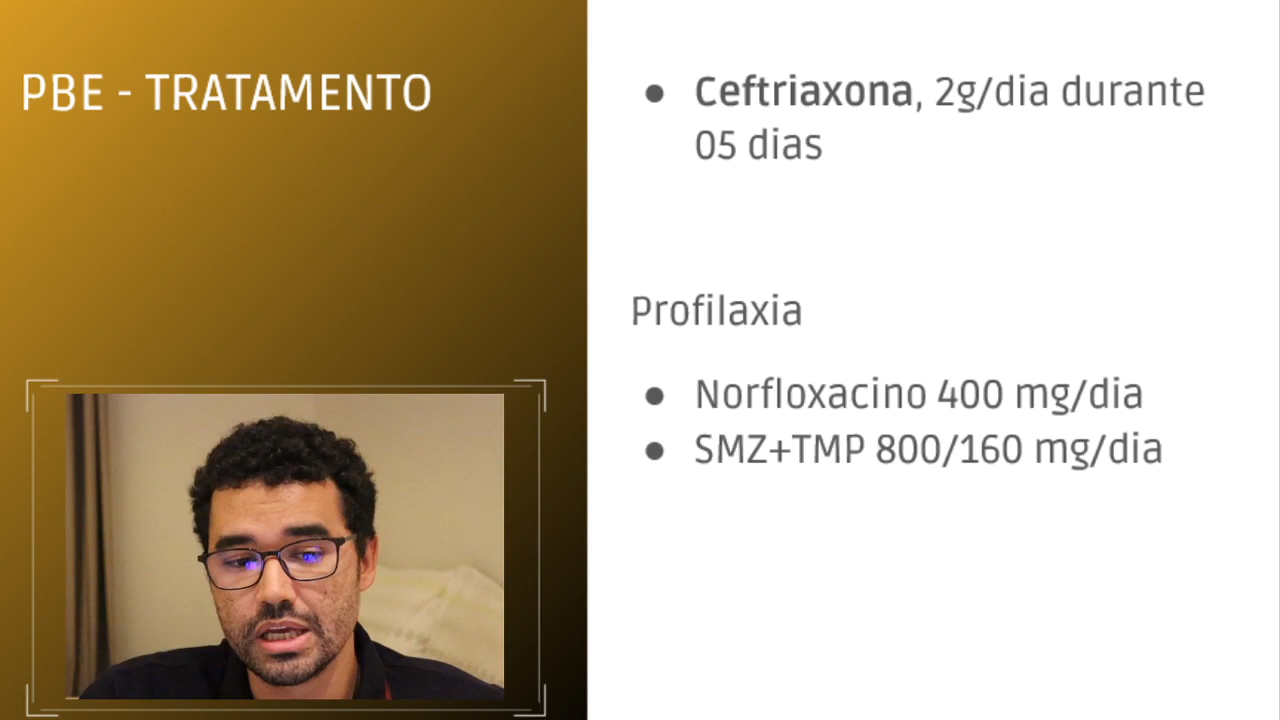 PBE - TRATAMENTO
● Ceftriaxona, 2g/dia durante
05 dias
Profilaxia
● Norfloxacino 400 mg/dia
● SMZ+TMP 800/160 mg/dia